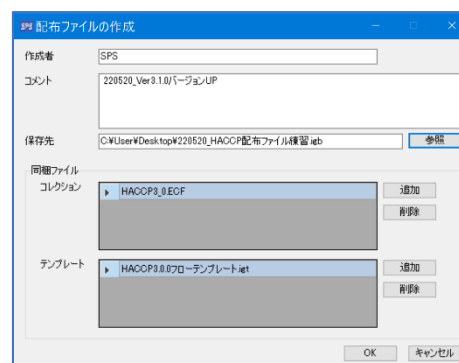 SPS 配布ファイルの作成
作成者 SPS
コメント 220520_Ver3.1.0バージョンUP
保存先 C:¥User¥Desktop¥220520_HACCP配布ファイル練習.igb 参照
同梱ファイル
コレクション HACCP3_0.ECF 追加
削除
テンプレート HACCP3.0.0フローテンプレート.igt 追加
削除
OK キャンセル